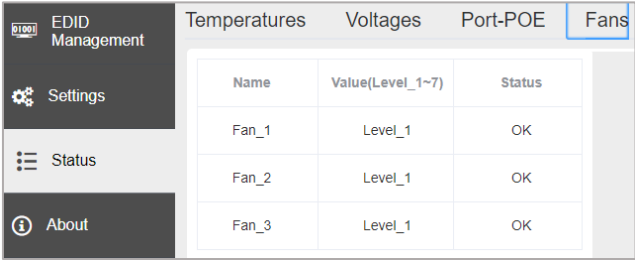 01001 EDID Management
Settings
Status
About
Temperatures Voltages Port-POE Fans
Name Value(Level_1~7) Status
Fan_1 Level_1 OK
Fan_2 Level_1 OK
Fan_3 Level_1 OK